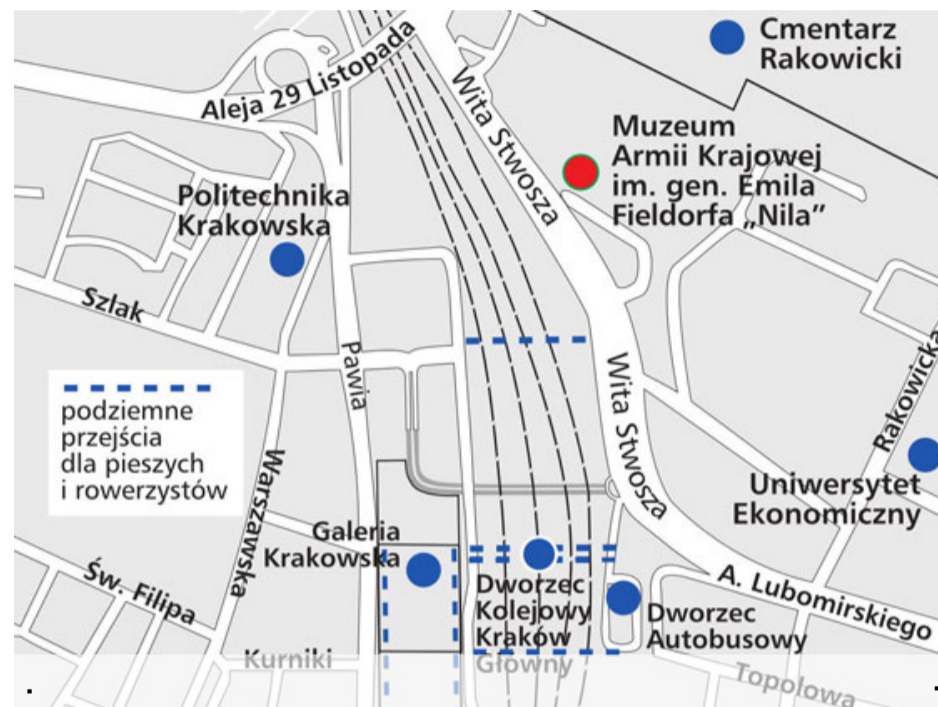 Cmentarz
Rakowicki
Aleja 29 Listopada
Wita Stwosza
Muzeum
Armii Krajowej
im. gen. Emila
Fieldorfa „Nila”
Politechnika
Krakowska
Szlak
Pawia
Wita Stwosza
Rakowicka
podziemne
przejścia
dla pieszych
i rowerzystów
Warszawska
Uniwersytet
Ekonomiczny
Galeria
Krakowska
Św. Filipa
Dworzec
Kolejowy
Kraków
Główny
A. Lubomirskiego
Dworzec
Autobusowy
Kurniki
Topolowa